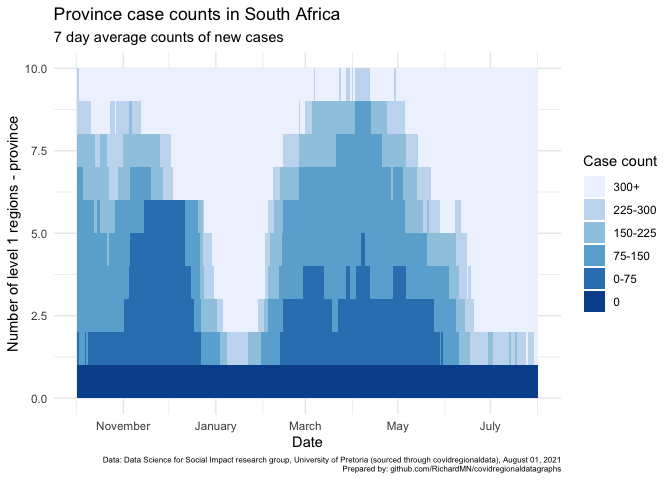 Province case counts in South Africa
7 day average counts of new cases
10.0
7.5
5.0
2.5
0.0
Number of level 1 regions - province
November
January
March
May
July
Date
Case count
300+
225-300
150-225
75-150
0-75
0
Data: Data Science for Social Impact research group, University of Pretoria (sourced through covidregionaldata), August 01, 2021
Prepared by: github.com/RichardMN/covidregionaldatagraphs